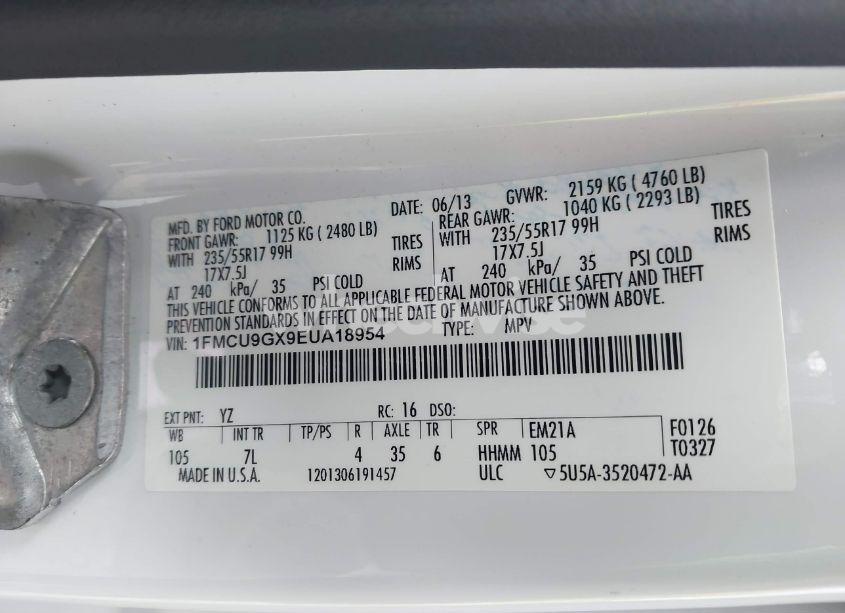 MFD. BY FORD MOTOR CO. DATE: 06/13 GVWR: 2159 KG ( 4760 LB)
FRONT GAWR: 1125 KG ( 2480 LB) REAR GAWR: 1040 KG ( 2293 LB)
WITH 235/55R17 99H TIRES WITH 235/55R17 99H TIRES
17X7.5J RIMS 17X7.5J RIMS
AT 240 kPa/ 35 PSI COLD AT 240 kPa/ 35 PSI COLD
THIS VEHICLE CONFORMS TO ALL APPLICABLE FEDERAL MOTOR VEHICLE SAFETY AND THEFT
PREVENTION STANDARDS IN EFFECT ON THE DATE OF MANUFACTURE SHOWN ABOVE.
VIN: 1FMCU9GX9EUA18954 TYPE: MPV
EXT PNT: YZ RC: 16 DSO:
WB INT TR TP/PS R AXLE TR SPR EM21A F0126
105 7L 4 35 6 HHMM 105 T0327
MADE IN U.S.A. 1201306191457 ULC ▽5U5A-3520472-AA